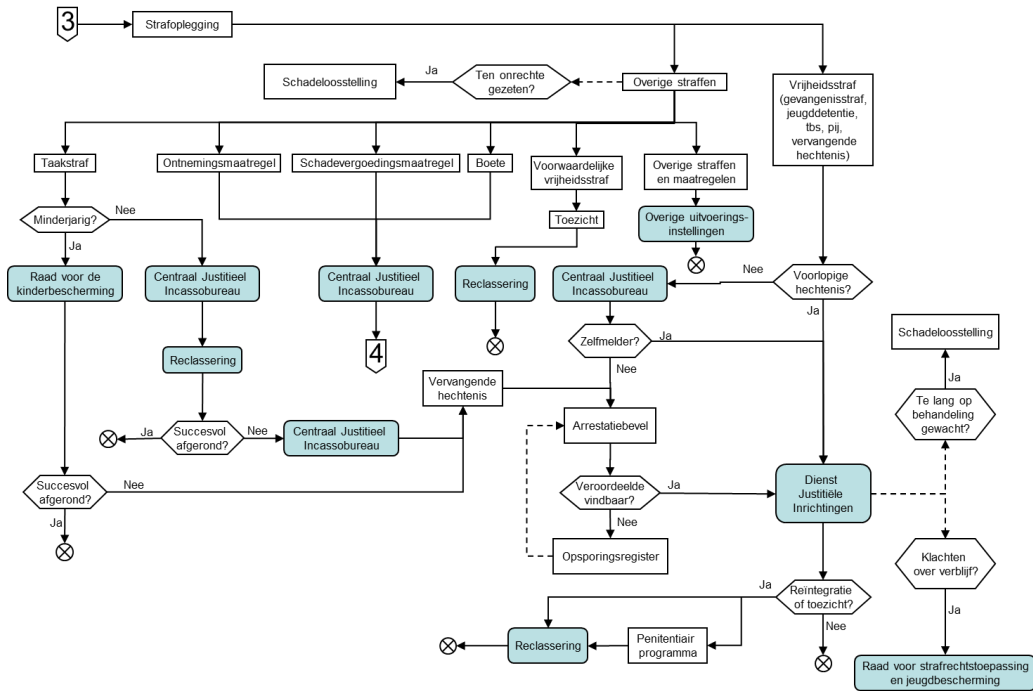 3
Strafoplegging
Schadeloosstelling
Ja
Ten onrechte
gezeten?
Overige straffen
Vrijheidsstraf
(gevangenisstraf,
jeugddetentie,
tbs, pij,
vervangende
hechtenis)
Taakstraf
Ontnemingsmaatregel
Schadevergoedingsmaatregel
Boete
Voorwaardelijke
vrijheidsstraf
Overige straffen
en maatregelen
Minderjarig?
Nee
Ja
Toezicht
Overige uitvoerings-
instellingen
Raad voor de
kinderbescherming
Centraal Justitieel
Incassobureau
Centraal Justitieel
Incassobureau
Reclassering
Centraal Justitieel
Incassobureau
Nee
Voorlopige
hechtenis?
Ja
4
Zelfmelder?
Ja
Nee
Schadeloosstelling
Reclassering
Vervangende
hechtenis
Ja
Te lang op
behandeling
gewacht?
Ja
Succesvol
afgerond?
Nee
Centraal Justitieel
Incassobureau
Arrestatiebevel
Succesvol
afgerond?
Nee
Ja
Veroordeelde
vindbaar?
Ja
Nee
Dienst
Justitiële
Inrichtingen
Opsporingsregister
Klachten
over verblijf?
Ja
Reïntegratie
of toezicht?
Ja
Nee
Reclassering
Penitentiair
programma
Raad voor strafrechtstoepassing
en jeugdbescherming